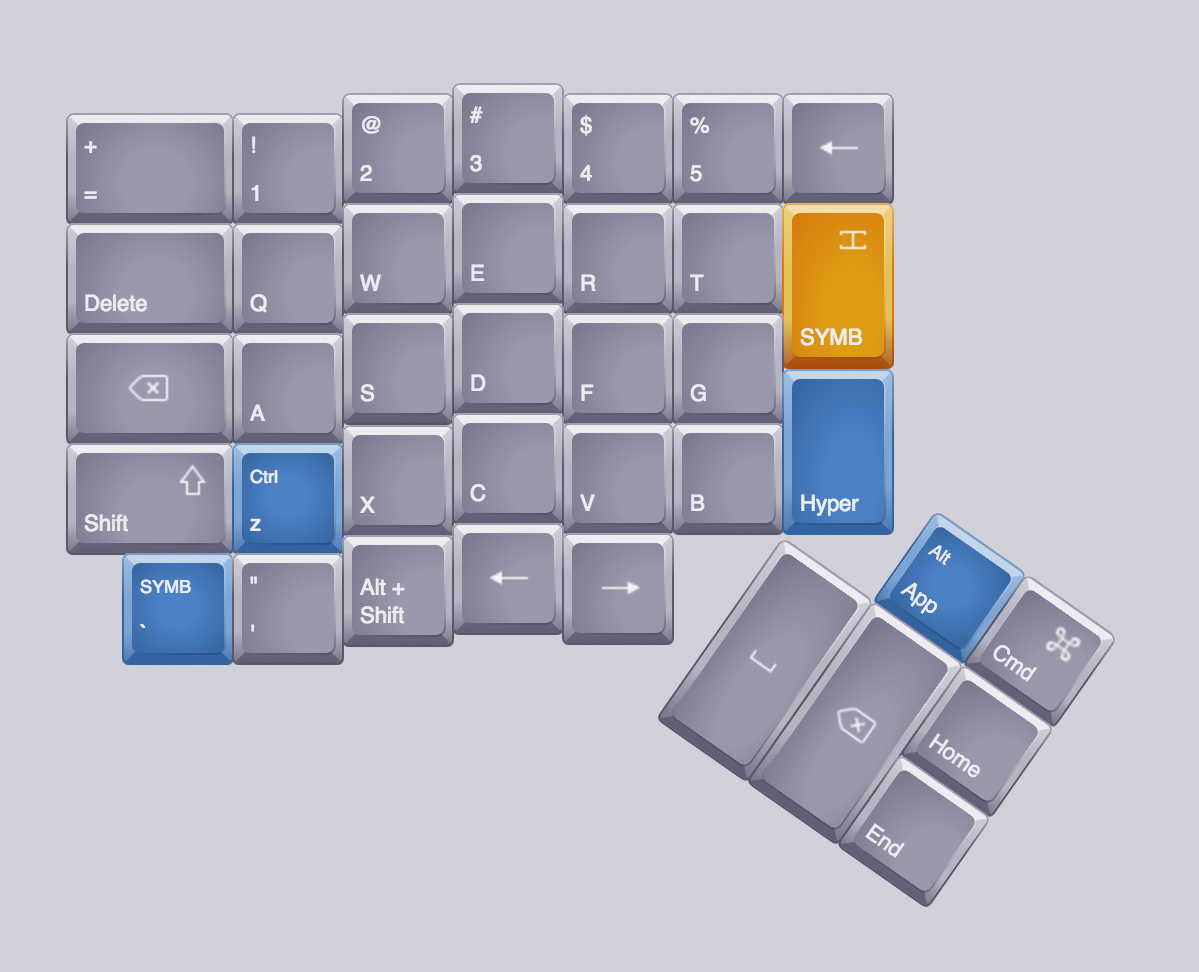 +
=
!
1
@
2
#
3
$
4
%
5
←
Delete
Q
W
E
R
T
SYMB
A
S
D
F
G
Hyper
Shift
Ctrl
z
X
C
V
B
SYMB
`
"
'
Alt +
Shift
←
→
Alt
App
Cmd
⌘
Home
End